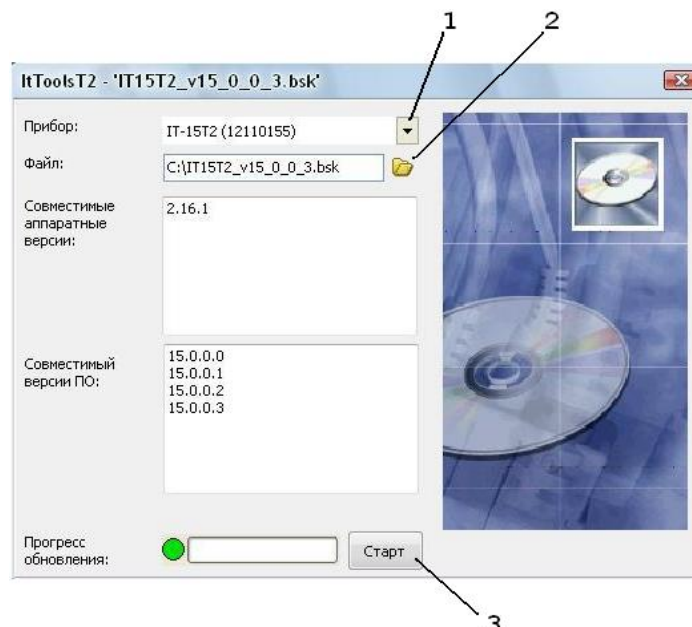 1
2
ItToolsT2 - 'IT15T2_v15_0_0_3.bsk'
Прибор:
IT-15T2 (12110155)
Файл:
C:\IT15T2_v15_0_0_3.bsk
Совместимые
аппаратные
версии:
2.16.1
Совместимый
версии ПО:
15.0.0.0
15.0.0.1
15.0.0.2
15.0.0.3
Прогресс
обновления:
Старт
3